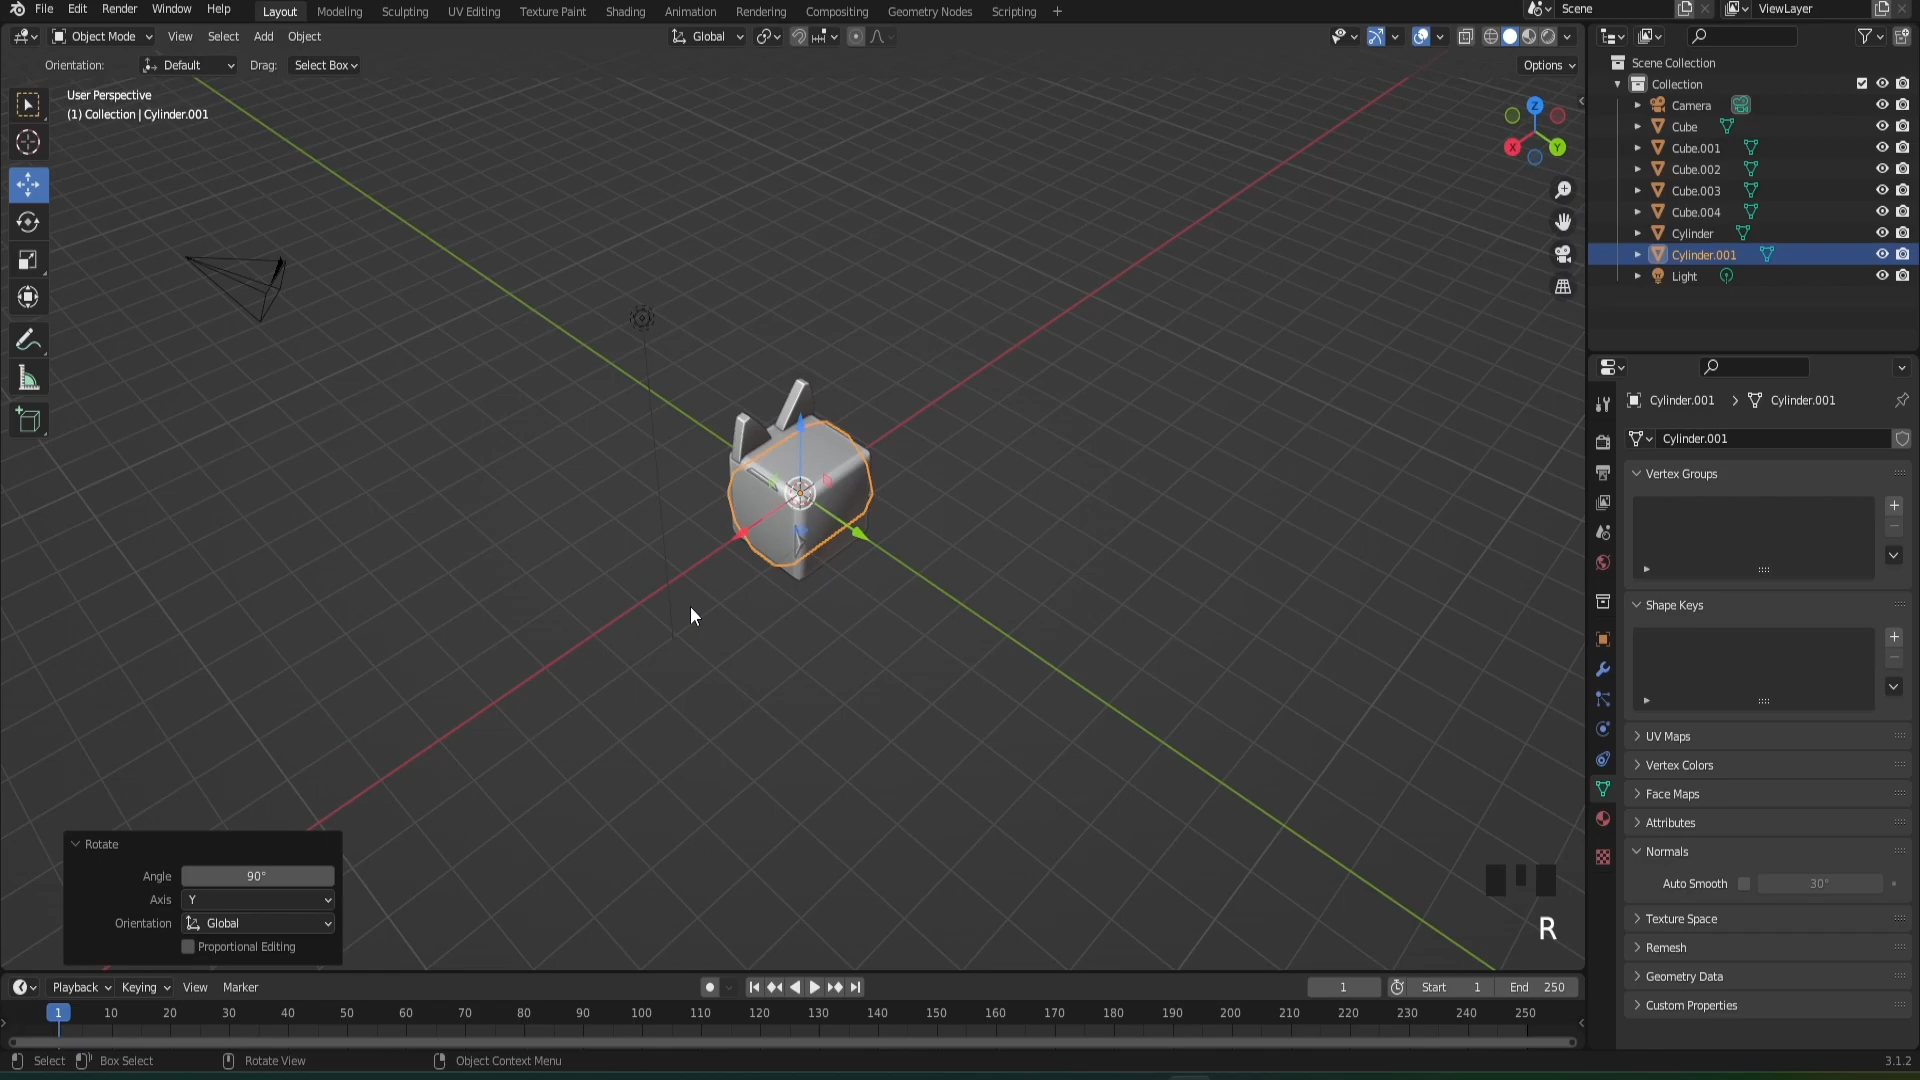 File Edit Render Window Help Layout Modeling Sculpting UV Editing Texture Paint Shading Animation Rendering Compositing Geometry Nodes Scripting + Scene ViewLayer
Object Mode View Select Add Object Global
Orientation: Default Drag: Select Box Options
User Perspective
(1) Collection | Cylinder.001
Z
X
Y
Scene Collection
Collection
Camera
Cube
Cube.001
Cube.002
Cube.003
Cube.004
Cylinder
Cylinder.001
Light
Cylinder.001 > Cylinder.001
Cylinder.001
Vertex Groups
Shape Keys
UV Maps
Vertex Colors
Face Maps
Attributes
Normals
Auto Smooth 30°
Texture Space
Remesh
Geometry Data
Custom Properties
Rotate
Angle 90°
Axis Y
Orientation Global
Proportional Editing
R
Playback Keying View Marker 1 Start 1 End 250
1 10 20 30 40 50 60 70 80 90 100 110 120 130 140 150 160 170 180 190 200 210 220 230 240 250
Select Box Select Rotate View Object Context Menu 3.1.2